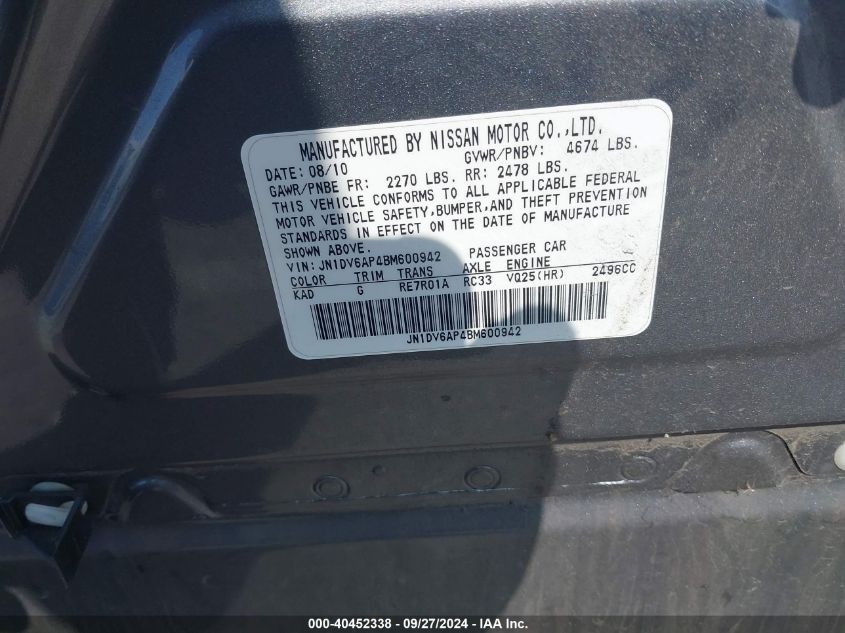 MANUFACTURED BY NISSAN MOTOR CO.,LTD.
DATE: 08/10 GVWR/PNBV: 4674 LBS.
GAWR/PNBE FR: 2270 LBS. RR: 2478 LBS.
THIS VEHICLE CONFORMS TO ALL APPLICABLE FEDERAL
MOTOR VEHICLE SAFETY,BUMPER,AND THEFT PREVENTION
STANDARDS IN EFFECT ON THE DATE OF MANUFACTURE
SHOWN ABOVE.
VIN: JN1DV6AP4BM600942 PASSENGER CAR
COLOR TRIM TRANS AXLE ENGINE
KAD G RE7R01A RC33 VQ25(HR) 2496CC
JN1DV6AP4BM600942
000-40452338 - 09/27/2024 - IAA Inc.